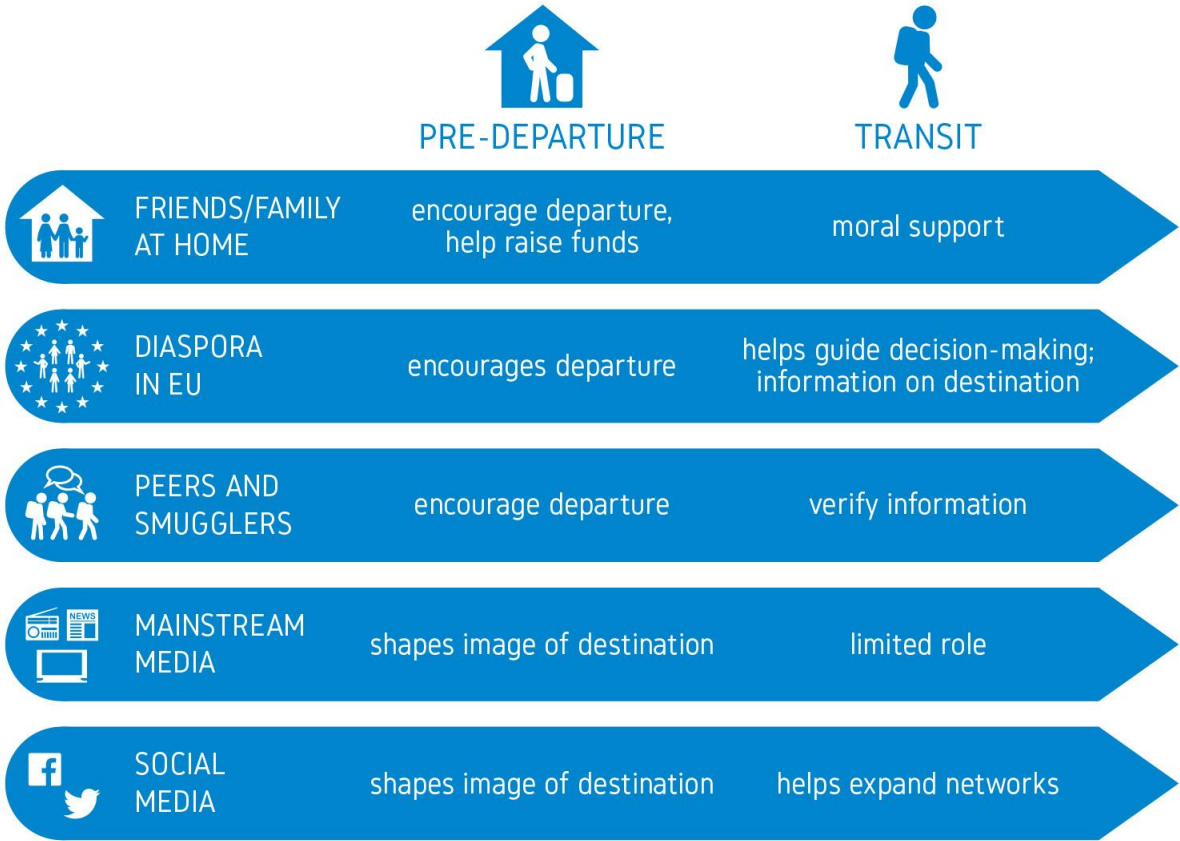 PRE-DEPARTURE
TRANSIT
FRIENDS/FAMILY
AT HOME
encourage departure,
help raise funds
moral support
DIASPORA
IN EU
encourages departure
helps guide decision-making;
information on destination
PEERS AND
SMUGGLERS
encourage departure
verify information
NEWS
MAINSTREAM
MEDIA
shapes image of destination
limited role
f
SOCIAL
MEDIA
shapes image of destination
helps expand networks